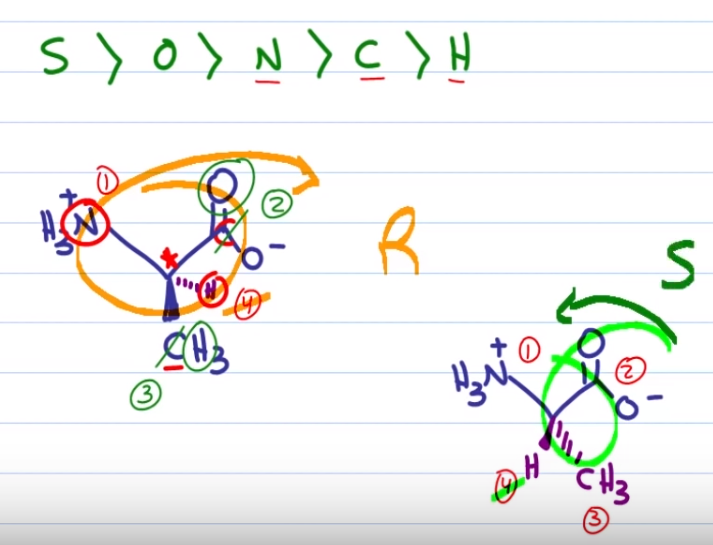 S > O > N > C > H
① O ②
+
H₃N C O⁻ R
* H ④ S
CH₃
③
+ ① O ②
H₃N O⁻
H CH₃
④ ③